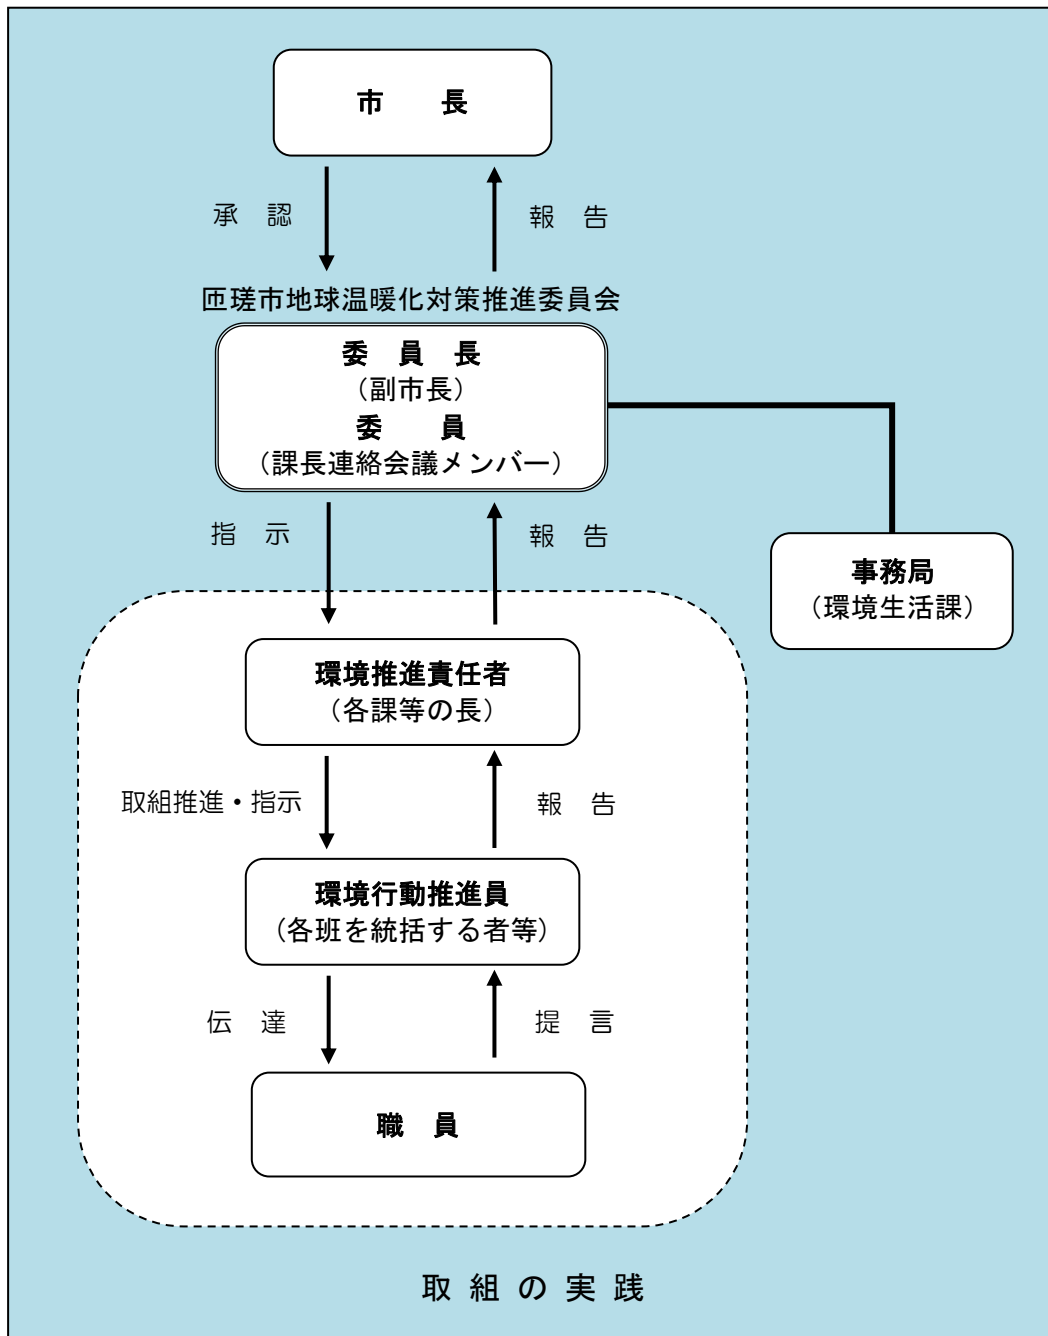 市　　長
承　認
報　告
匝瑳市地球温暖化対策推進委員会
委　員　長
（副市長）
委　　員
（課長連絡会議メンバー）
指　示
報　告
事務局
（環境生活課）
環境推進責任者
（各課等の長）
取組推進・指示
報　告
環境行動推進員
（各班を統括する者等）
伝　達
提　言
職　員
取 組 の 実 践